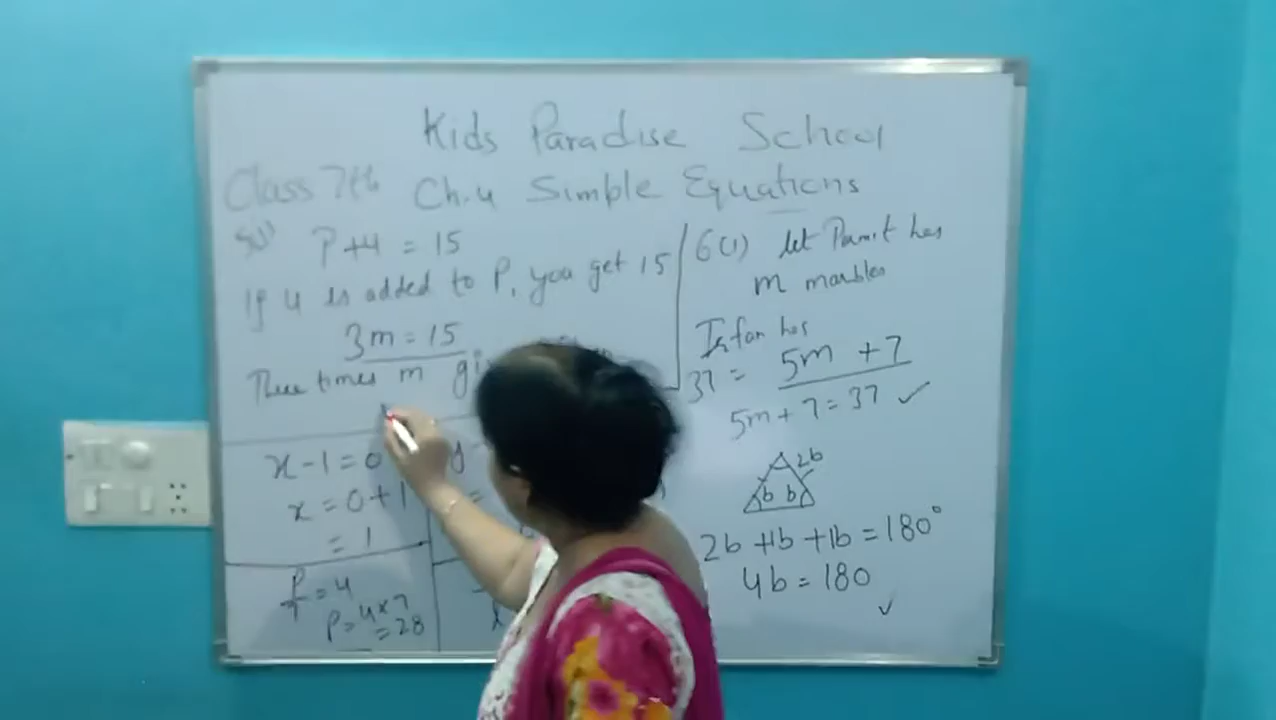 Kids Paradise School
Class 7th Ch.4 Simple Equations
P+4 = 15
If 4 is added to P, you get 15
3m = 15
Three times m
x-1=0
x=0+1
= 1
=4
P=4×7
=28
6(1) let Parmit has
m marbles
Irfan has
37 = 5m +7
5m+7=37 ✓
2b
b b
2b +1b +1b =180°
4b = 180
✓